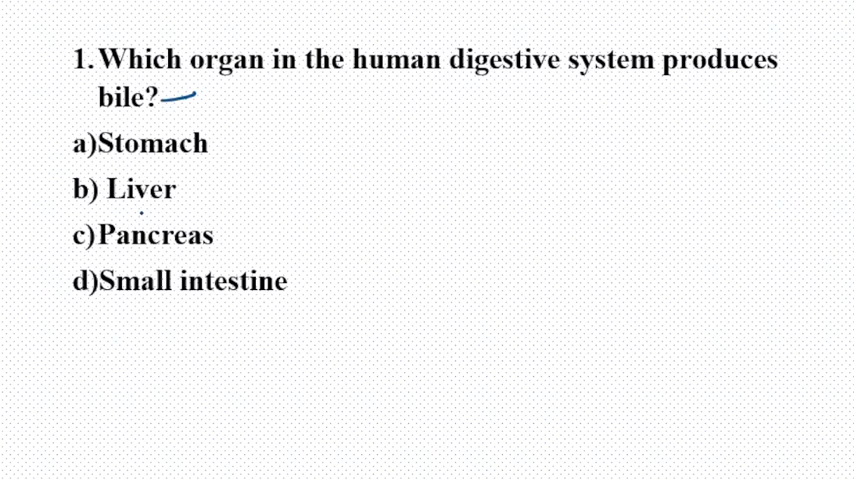 1. Which organ in the human digestive system produces
bile?
a)Stomach
b) Liver
c)Pancreas
d)Small intestine